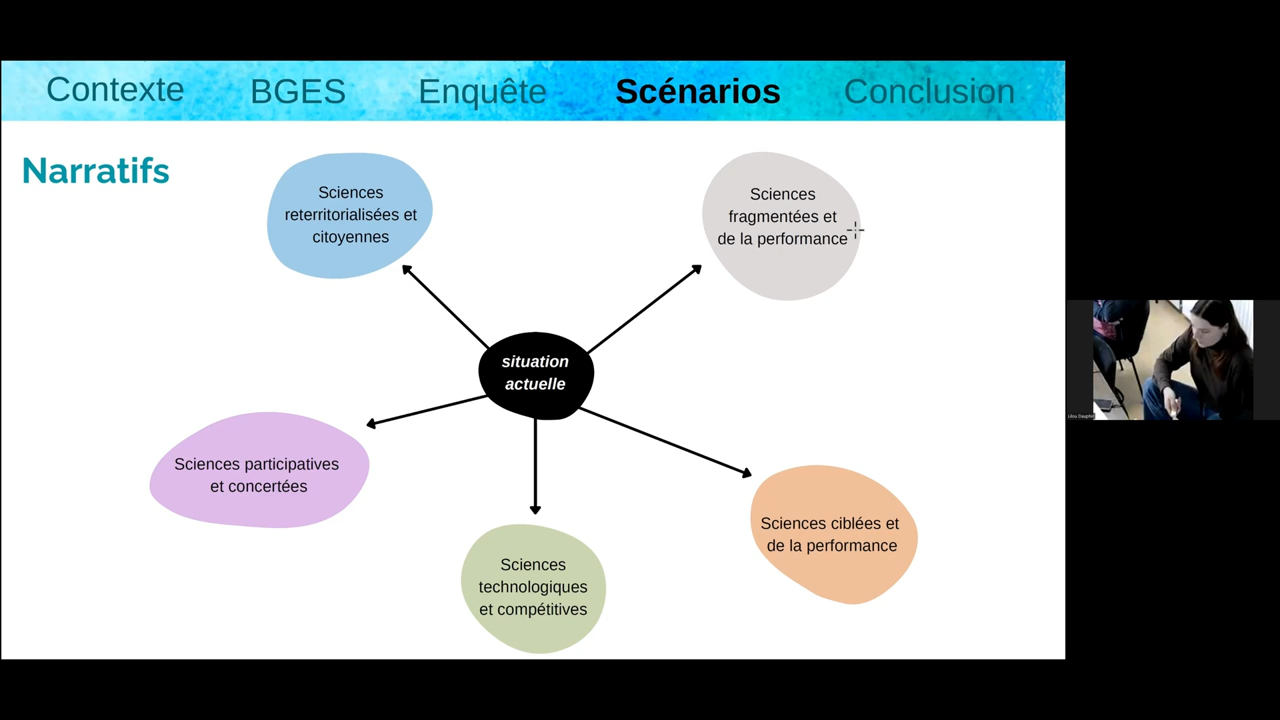 Contexte BGES Enquête Scénarios Conclusion
Narratifs
Sciences
reterritorialisées et
citoyennes
Sciences
fragmentées et
de la performance
situation
actuelle
Sciences participatives
et concertées
Sciences
technologiques
et compétitives
Sciences ciblées et
de la performance